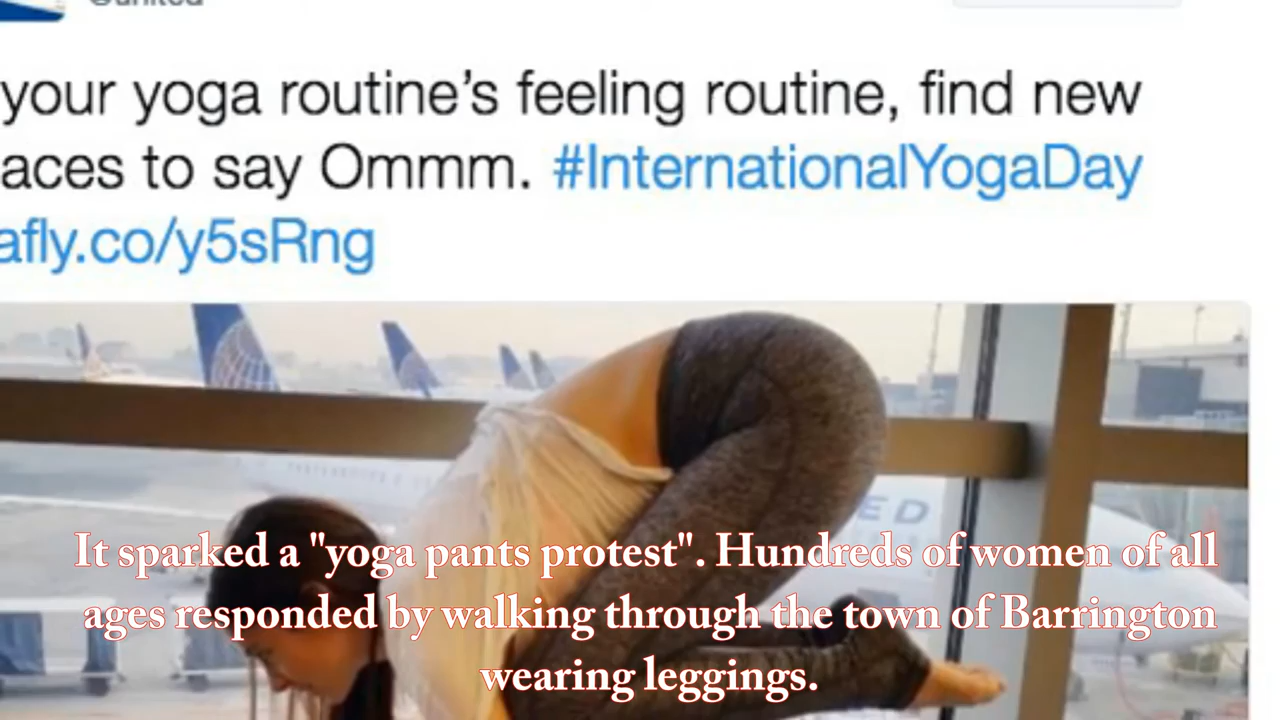 your yoga routine's feeling routine, find new
aces to say Ommm. #InternationalYogaDay
afly.co/y5sRng
ED
It sparked a "yoga pants protest". Hundreds of women of all
ages responded by walking through the town of Barrington
wearing leggings.